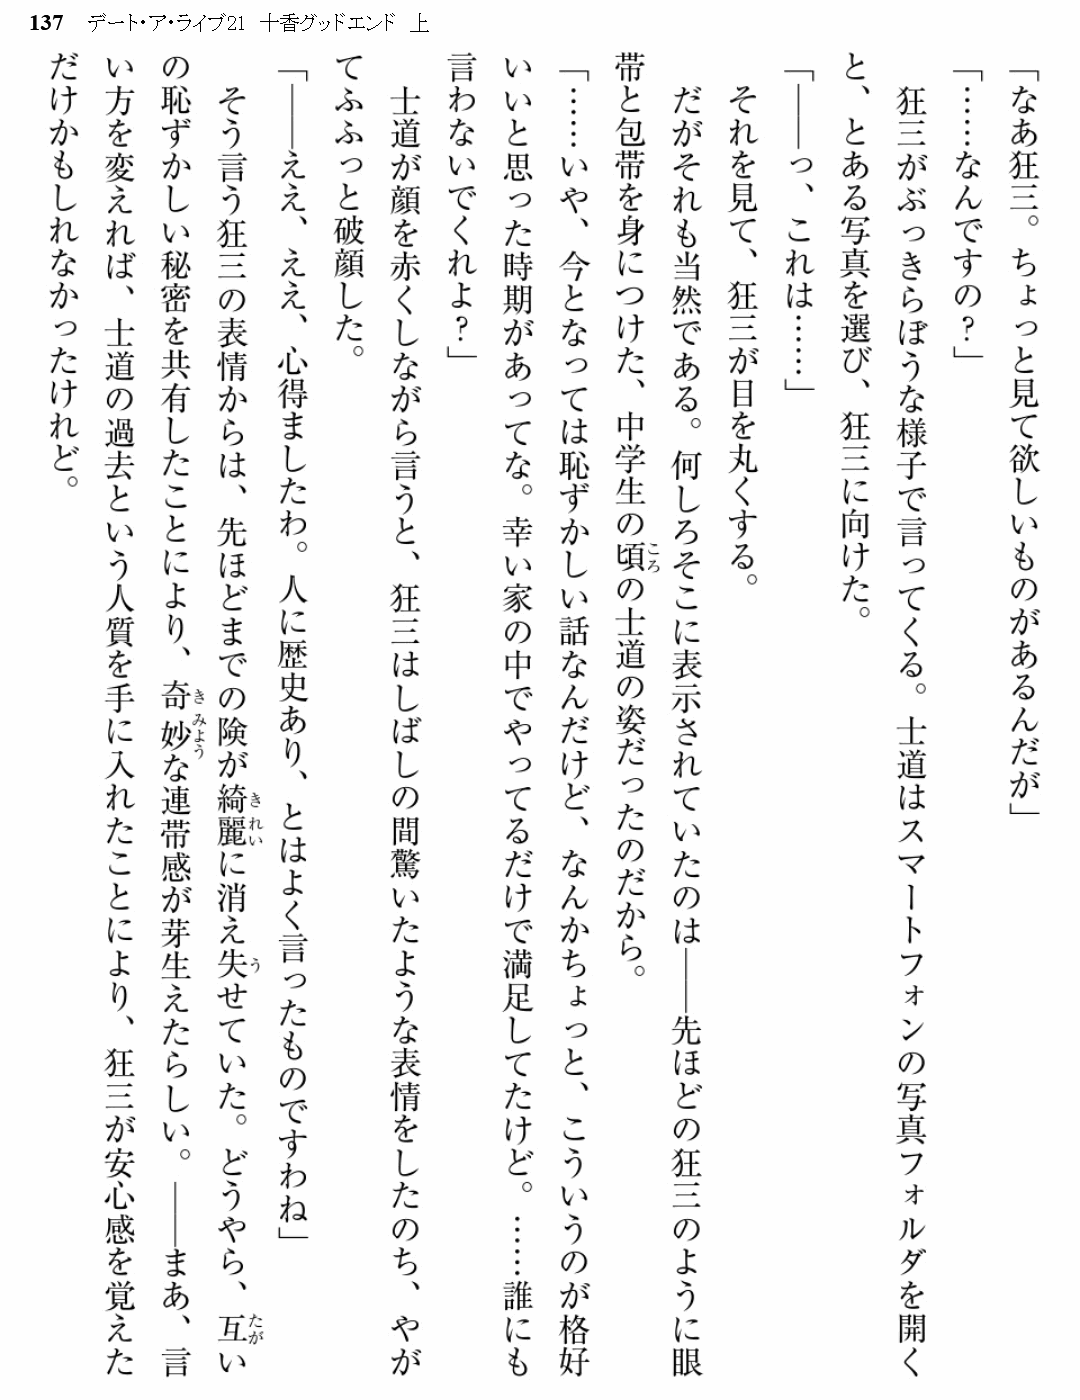 137 デート・ア・ライブ21 十香グッドエンド 上
「なあ狂三。ちょっと見て欲しいものがあるんだが」
「……なんですの？」
　狂三がぶっきらぼうな様子で言ってくる。士道はスマートフォンの写真フォルダを開く
と、とある写真を選び、狂三に向けた。
「――っ、これは……」
　それを見て、狂三が目を丸くする。
　だがそれも当然である。何しろそこに表示されていたのは――先ほどの狂三のように眼
帯と包帯を身につけた、中学生の頃の士道の姿だったのだから。
「……いや、今となっては恥ずかしい話なんだけど、なんかちょっと、こういうのが格好
いいと思った時期があってな。幸い家の中でやってるだけで満足してたけど。……誰にも
言わないでくれよ？」
　士道が顔を赤くしながら言うと、狂三はしばしの間驚いたような表情をしたのち、やが
てふふっと破顔した。
「――ええ、ええ、心得ましたわ。人に歴史あり、とはよく言ったものですわね」
　そう言う狂三の表情からは、先ほどまでの険が綺麗に消え失せていた。どうやら、互い
の恥ずかしい秘密を共有したことにより、奇妙な連帯感が芽生えたらしい。――まあ、言
い方を変えれば、士道の過去という人質を手に入れたことにより、狂三が安心感を覚えた
だけかもしれなかったけれど。